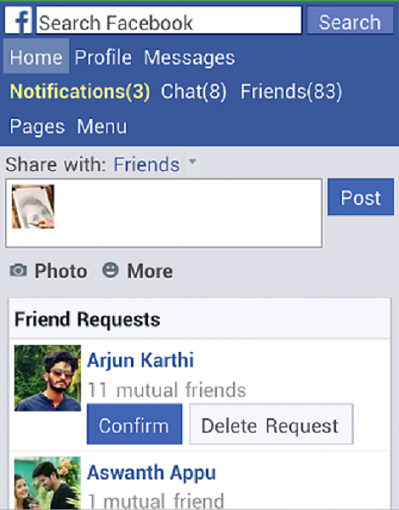 f Search Facebook Search
Home Profile Messages
Notifications(3) Chat(8) Friends(83)
Pages Menu
Share with: Friends
Post
Photo More
Friend Requests
Arjun Karthi
11 mutual friends
Confirm Delete Request
Aswanth Appu
1 mutual friend